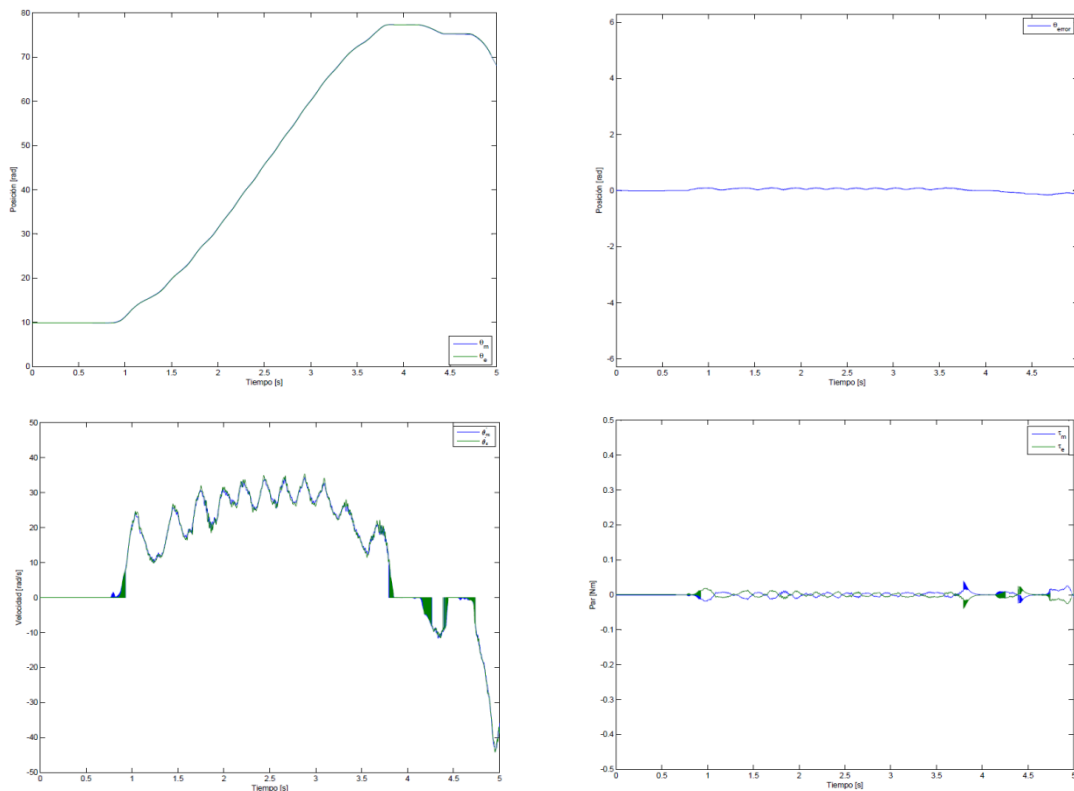 80
70
60
50
40
30
20
10
0
Posición [rad]
0 0.5 1 1.5 2 2.5 3 3.5 4 4.5 5
Tiempo [s]
θm
θe
6
4
2
0
-2
-4
-6
Posición [rad]
0 0.5 1 1.5 2 2.5 3 3.5 4 4.5 5
Tiempo [s]
θerror
50
40
30
20
10
0
-10
-20
-30
-40
-50
Velocidad [rad/s]
0 0.5 1 1.5 2 2.5 3 3.5 4 4.5 5
Tiempo [s]
0.5
0.4
0.3
0.2
0.1
0
-0.1
-0.2
-0.3
-0.4
-0.5
Par [Nm]
0 0.5 1 1.5 2 2.5 3 3.5 4 4.5 5
Tiempo [s]
τm
τe